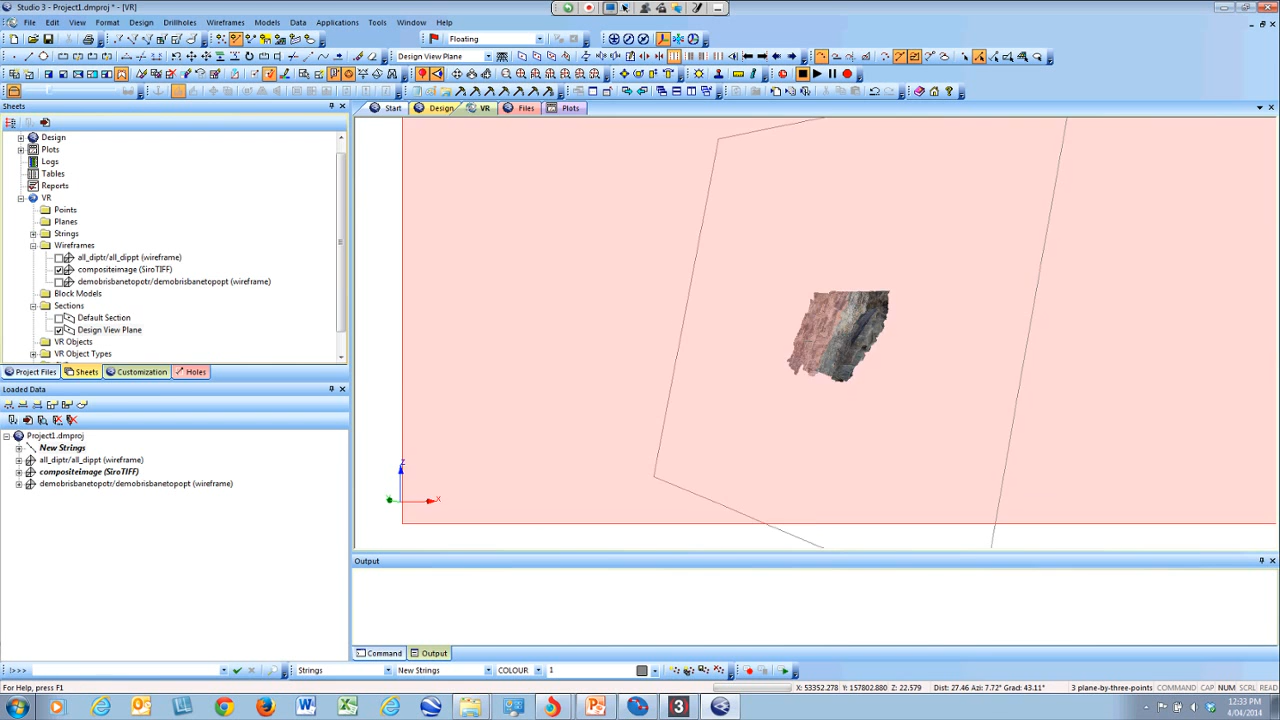 Studio 3 - Project1.dmproj * - [VR]
File Edit View Format Design Drillholes Wireframes Models Data Applications Tools Window Help
Floating
Design View Plane
Sheets
Start Design VR Files Plots
Design
Plots
Logs
Tables
Reports
VR
Points
Planes
Strings
Wireframes
all_diptr/all_dippt (wireframe)
compositeimage (SiroTIFF)
demobrisbanetopotr/demobrisbanetopopt (wireframe)
Block Models
Sections
Default Section
Design View Plane
VR Objects
VR Object Types
Project Files Sheets Customization Holes
Loaded Data
Project1.dmproj
New Strings
all_diptr/all_dippt (wireframe)
compositeimage (SiroTIFF)
demobrisbanetopotr/demobrisbanetopopt (wireframe)
Z
X
Output
Command Output
!>>> Strings New Strings COLOUR 1
For Help, press F1 X: 53352.278 Y: 157802.880 Z: 22.579 Dist: 27.46 Azi: 7.72° Grad: 43.11° 3 plane-by-three-points COMMAND CAP NUM SCRL READ
12:33 PM
4/04/2014